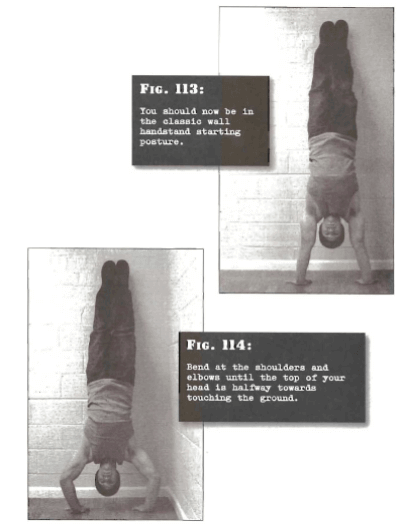 FIG. 113:
You should now be in
the classic wall
handstand starting
posture.
FIG. 114:
Bend at the shoulders and
elbows until the top of your
head is halfway towards
touching the ground.